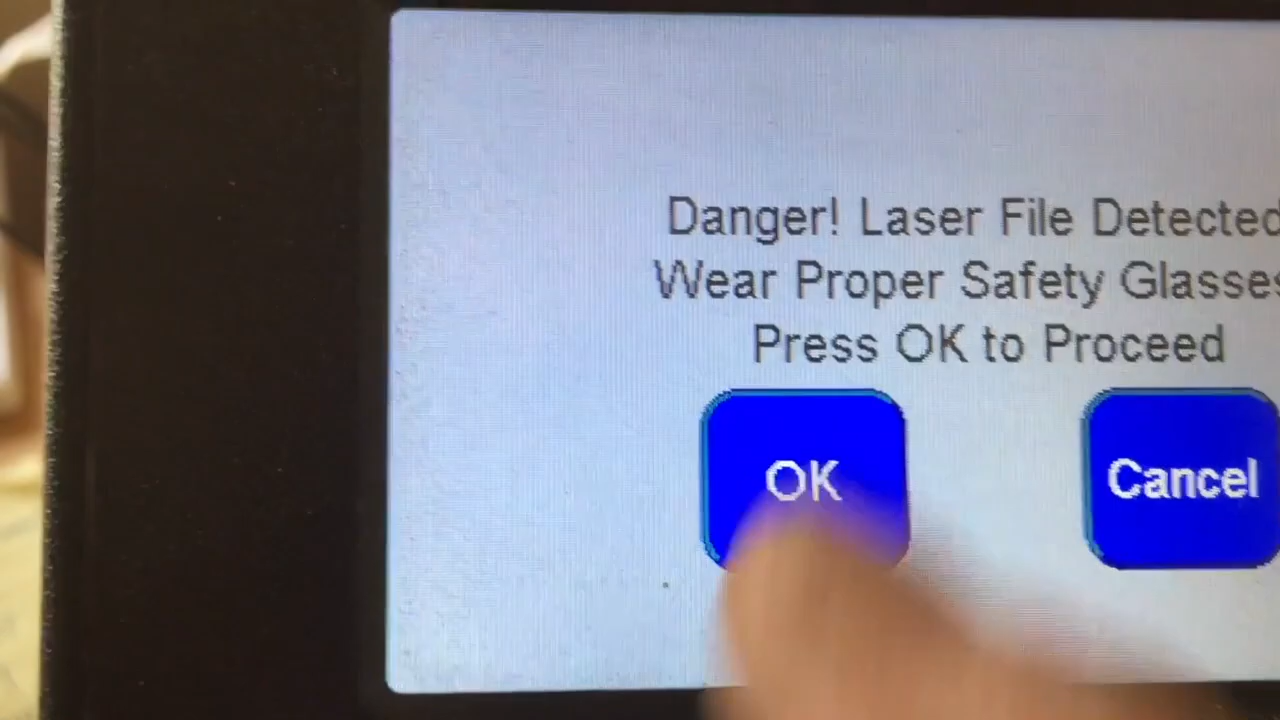 Danger! Laser File Detected
Wear Proper Safety Glasses
Press OK to Proceed
OK
Cancel